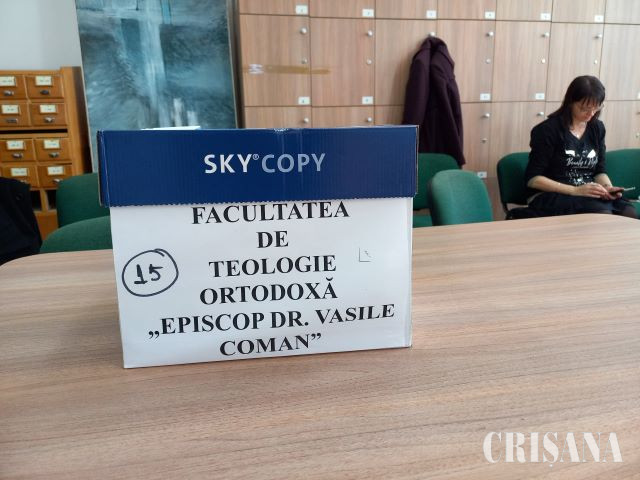 SKY® COPY
FACULTATEA
DE
TEOLOGIE
ORTODOXĂ
„EPISCOP DR. VASILE
COMAN”
15
CRIȘANA